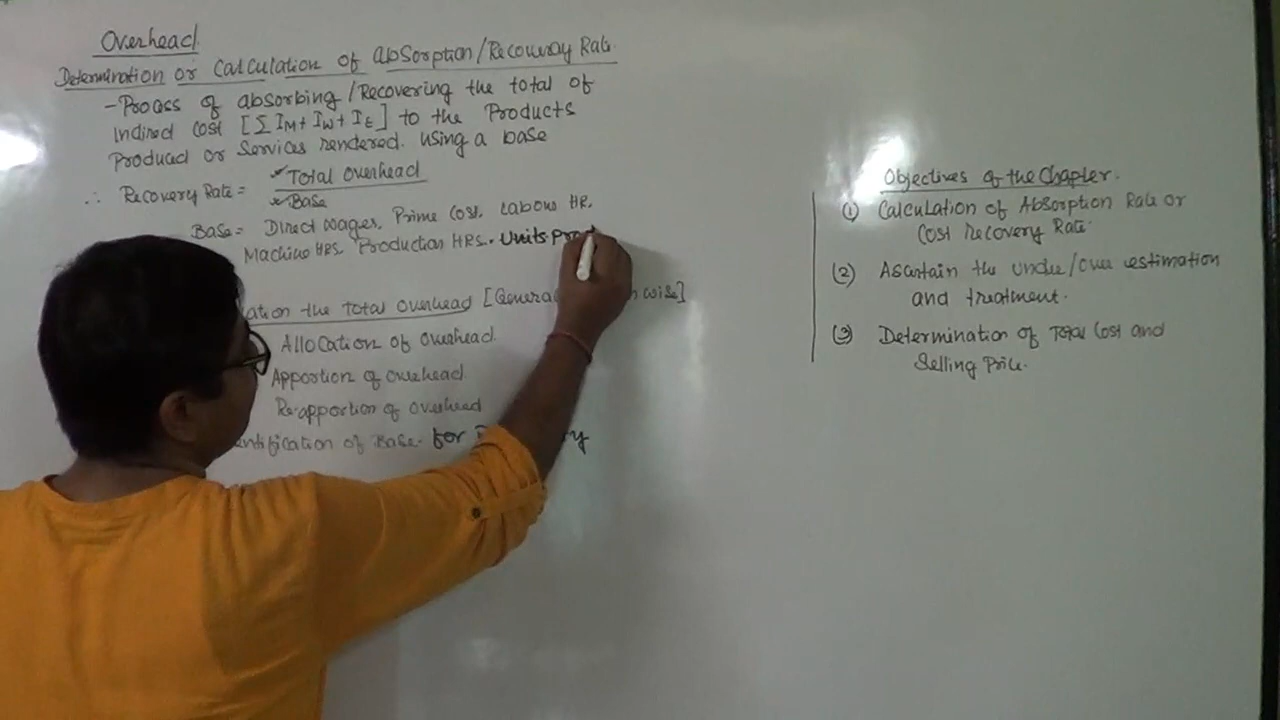 Overhead.
Determination or Calculation of Absorption/Recovery Rate.
- Process of absorbing/Recovering the total of
Indirect cost [Σ IM + IW + IE] to the Products
Produced or Services rendered. Using a base
∴ Recovery Rate = Total Overhead
Base
Base = Direct wages, Prime Cost, Labour HR,
Machine HRS, Production HRS. Units
the Total Overhead [
Allocation of Overhead.
Apportion of overhead.
Re-apportion of overhead
of Base. for
Objectives of the Chapter.
(1) Calculation of Absorption Rate or
Cost Recovery Rate.
(2) Ascertain the under/over estimation
and treatment.
(3) Determination of Total Cost and
Selling Price.